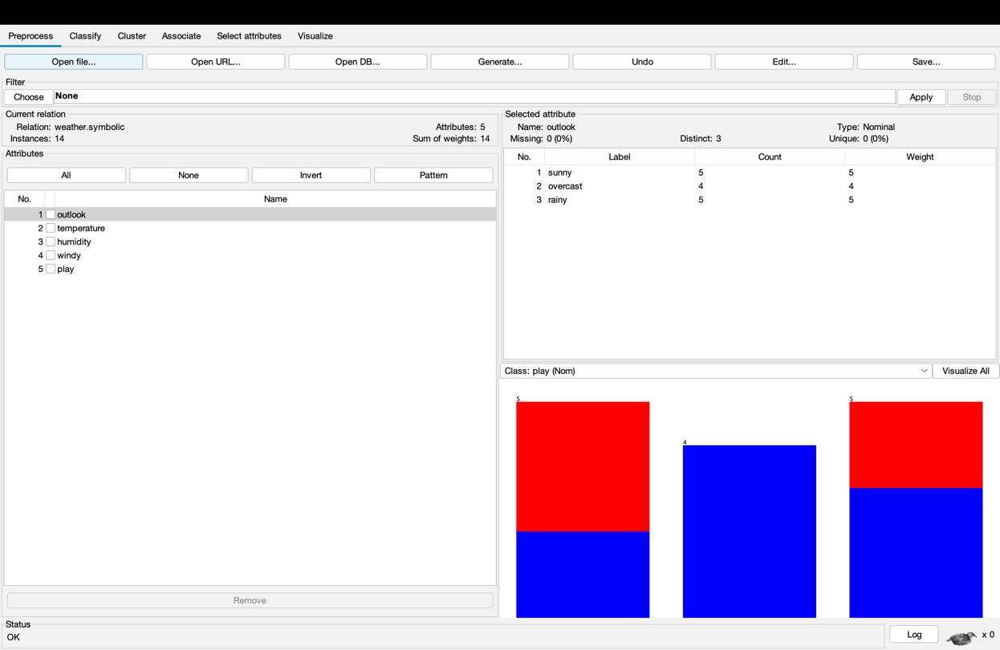 Preprocess Classify Cluster Associate Select attributes Visualize
Open file... Open URL... Open DB... Generate... Undo Edit... Save...
Filter
Choose None Apply Stop
Current relation
Relation: weather.symbolic Attributes: 5
Instances: 14 Sum of weights: 14
Attributes
All None Invert Pattern
No. Name
1 outlook
2 temperature
3 humidity
4 windy
5 play
Remove
Selected attribute
Name: outlook Type: Nominal
Missing: 0 (0%) Distinct: 3 Unique: 0 (0%)
No. Label Count Weight
1 sunny 5 5
2 overcast 4 4
3 rainy 5 5
Class: play (Nom) Visualize All
5 4 5
Status
OK Log x 0